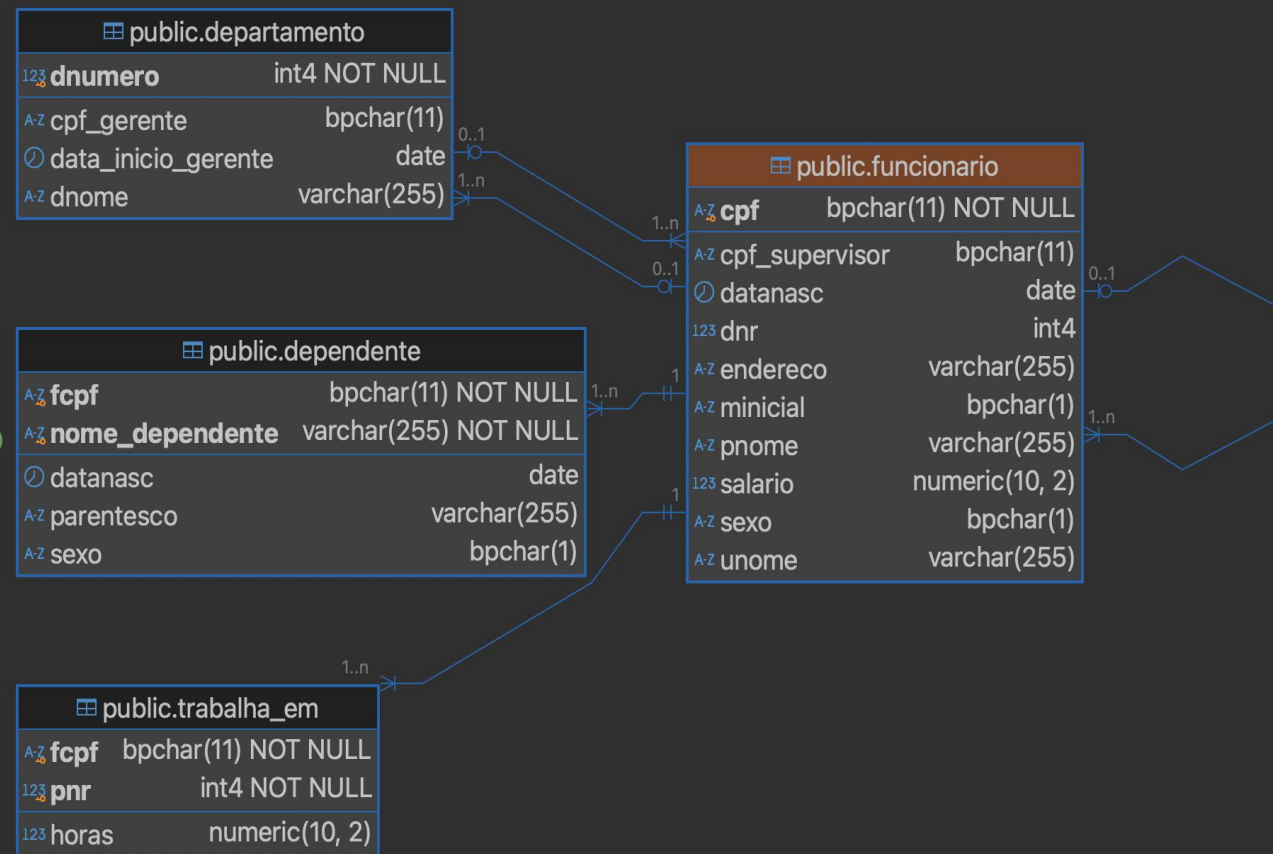 public.departamento
123 dnumero int4 NOT NULL
A-Z cpf_gerente bpchar(11)
data_inicio_gerente date
A-Z dnome varchar(255)
0..1
1..n
1..n
0..1
public.funcionario
A-Z cpf bpchar(11) NOT NULL
A-Z cpf_supervisor bpchar(11)
datanasc date
123 dnr int4
A-Z endereco varchar(255)
A-Z minicial bpchar(1)
A-Z pnome varchar(255)
123 salario numeric(10, 2)
A-Z sexo bpchar(1)
A-Z unome varchar(255)
0..1
1..n
public.dependente
A-Z fcpf bpchar(11) NOT NULL
A-Z nome_dependente varchar(255) NOT NULL
datanasc date
A-Z parentesco varchar(255)
A-Z sexo bpchar(1)
1..n
1
1
1..n
public.trabalha_em
A-Z fcpf bpchar(11) NOT NULL
123 pnr int4 NOT NULL
123 horas numeric(10, 2)